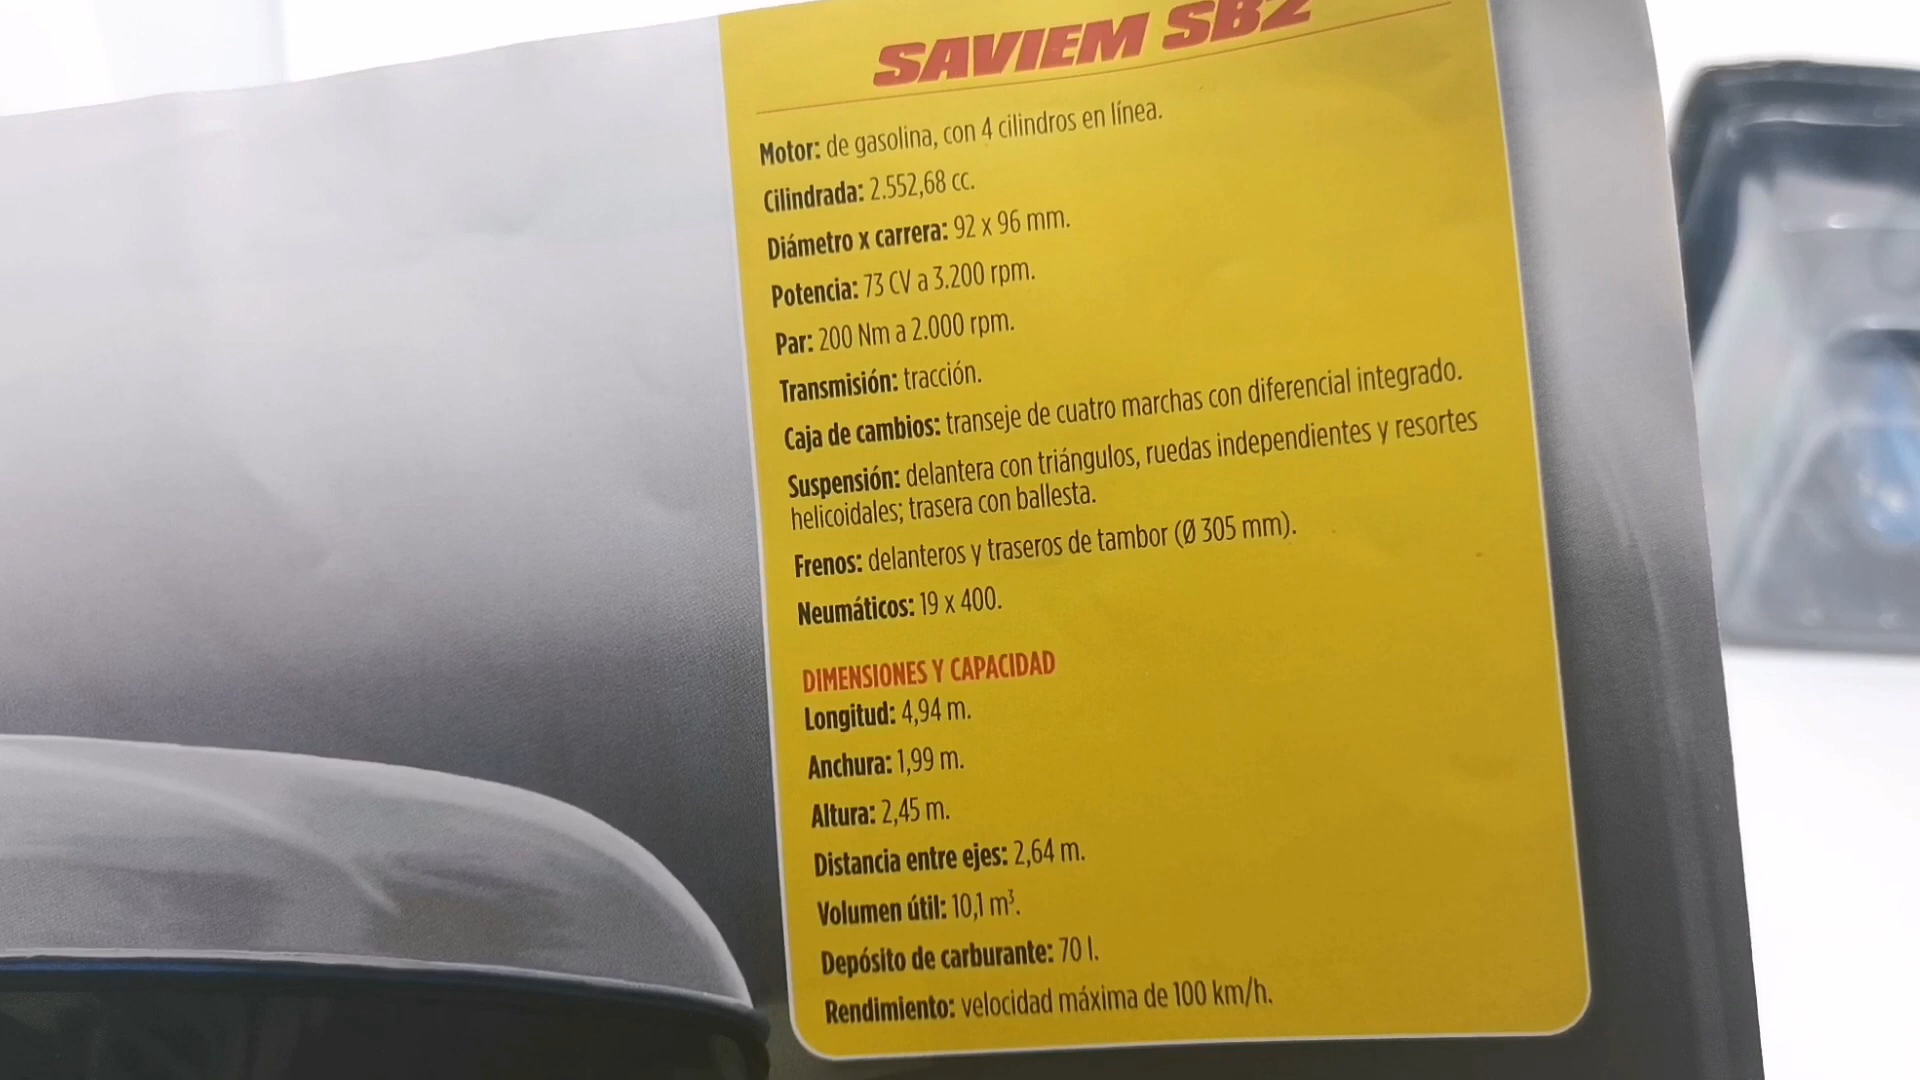 SAVIEM SB2
Motor: de gasolina, con 4 cilindros en línea.
Cilindrada: 2.552,68 cc.
Diámetro x carrera: 92 x 96 mm.
Potencia: 73 CV a 3.200 rpm.
Par: 200 Nm a 2.000 rpm.
Transmisión: tracción.
Caja de cambios: transeje de cuatro marchas con diferencial integrado.
Suspensión: delantera con triángulos, ruedas independientes y resortes
helicoidales; trasera con ballesta.
Frenos: delanteros y traseros de tambor (Ø 305 mm).
Neumáticos: 19 x 400.
DIMENSIONES Y CAPACIDAD
Longitud: 4,94 m.
Anchura: 1,99 m.
Altura: 2,45 m.
Distancia entre ejes: 2,64 m.
Volumen útil: 10,1 m³.
Depósito de carburante: 70 l.
Rendimiento: velocidad máxima de 100 km/h.